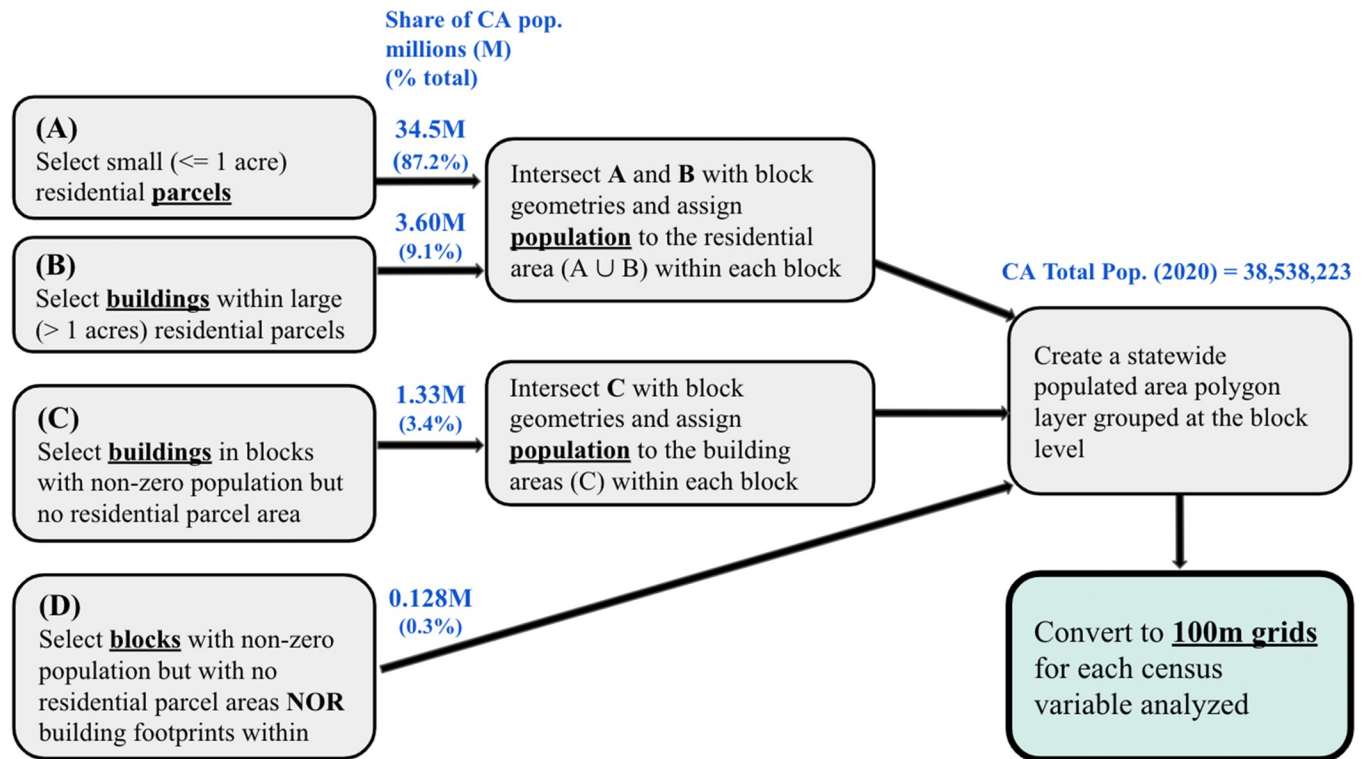 Share of CA pop.
millions (M)
(% total)
(A)
Select small (<= 1 acre)
residential parcels
34.5M
(87.2%)
(B)
Select buildings within large
(> 1 acres) residential parcels
3.60M
(9.1%)
Intersect A and B with block
geometries and assign
population to the residential
area (A ∪ B) within each block
(C)
Select buildings in blocks
with non-zero population but
no residential parcel area
1.33M
(3.4%)
Intersect C with block
geometries and assign
population to the building
areas (C) within each block
(D)
Select blocks with non-zero
population but with no
residential parcel areas NOR
building footprints within
0.128M
(0.3%)
CA Total Pop. (2020) = 38,538,223
Create a statewide
populated area polygon
layer grouped at the block
level
Convert to 100m grids
for each census
variable analyzed